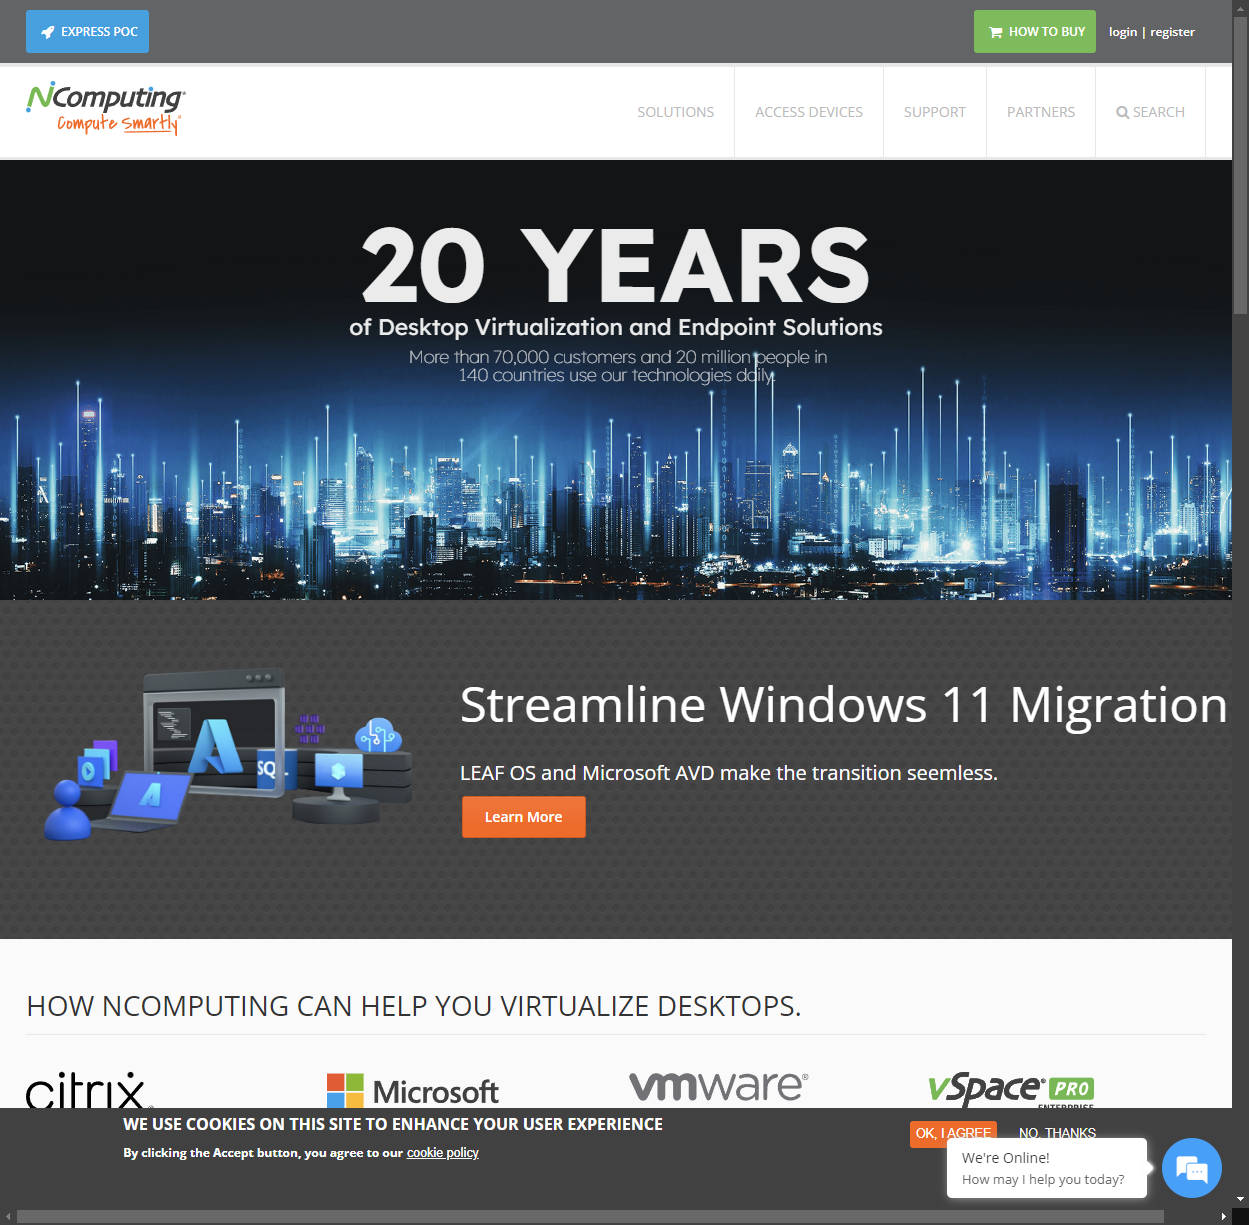 EXPRESS POC
HOW TO BUY
login | register
NComputing®
Compute Smartly®
SOLUTIONS
ACCESS DEVICES
SUPPORT
PARTNERS
SEARCH
20 YEARS
of Desktop Virtualization and Endpoint Solutions
More than 70,000 customers and 20 million people in
140 countries use our technologies daily.
SQL
Streamline Windows 11 Migration
LEAF OS and Microsoft AVD make the transition seemless.
Learn More
HOW NCOMPUTING CAN HELP YOU VIRTUALIZE DESKTOPS.
citrix
Microsoft
vmware®
vSpace® PRO
ENTERPRISE
WE USE COOKIES ON THIS SITE TO ENHANCE YOUR USER EXPERIENCE
By clicking the Accept button, you agree to our cookie policy
OK, I AGREE
NO, THANKS
We're Online!
How may I help you today?